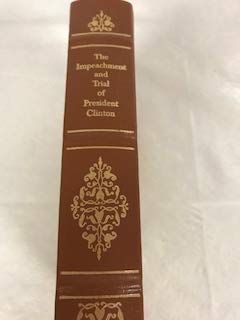 The
Impeachment
and
Trial
of
President
Clinton